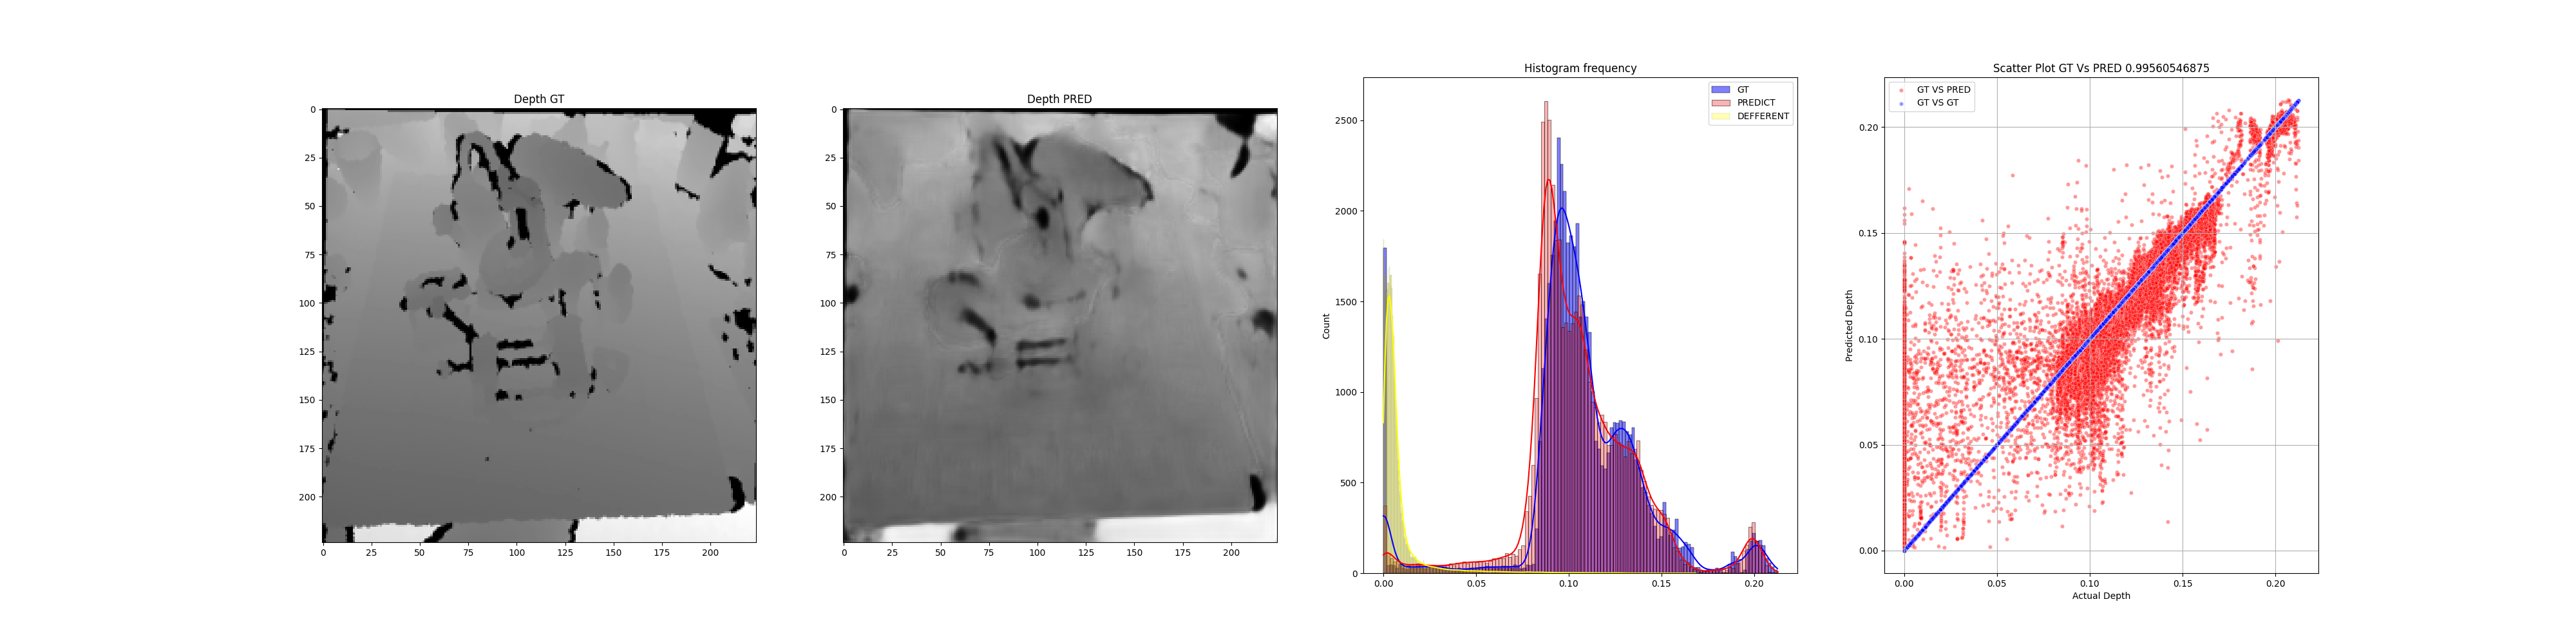 Depth GT
0
25
50
75
100
125
150
175
200
0 25 50 75 100 125 150 175 200
Depth PRED
0
25
50
75
100
125
150
175
200
0 25 50 75 100 125 150 175 200
Histogram frequency
GT
PREDICT
DEFFERENT
Count
2500
2000
1500
1000
500
0
0.00 0.05 0.10 0.15 0.20
Scatter Plot GT Vs PRED 0.99560546875
GT VS PRED
GT VS GT
Predicted Depth
0.20
0.15
0.10
0.05
0.00
0.00 0.05 0.10 0.15 0.20
Actual Depth